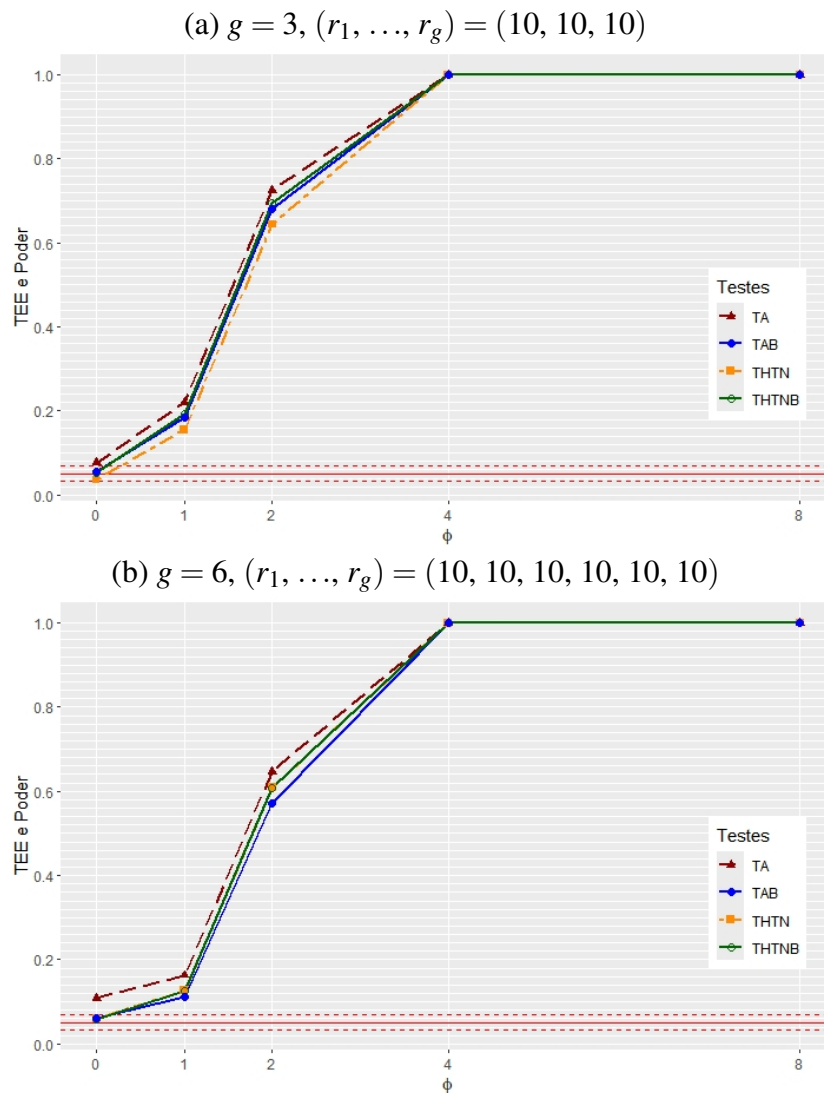 (a) g = 3, (r₁, …, r_g) = (10, 10, 10)
1.0
0.8
0.6
0.4
0.2
0.0
TEE e Poder
Testes
TA
TAB
THTN
THTNB
0 1 2 4 8
ϕ
(b) g = 6, (r₁, …, r_g) = (10, 10, 10, 10, 10, 10)
1.0
0.8
0.6
0.4
0.2
0.0
TEE e Poder
Testes
TA
TAB
THTN
THTNB
0 1 2 4 8
ϕ